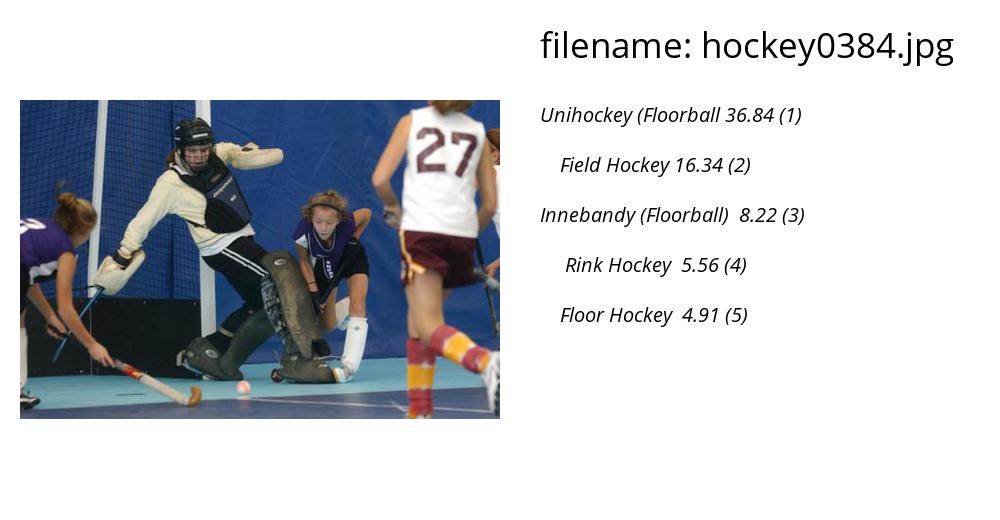 filename: hockey0384.jpg
Unihockey (Floorball 36.84 (1)
Field Hockey 16.34 (2)
Innebandy (Floorball) 8.22 (3)
Rink Hockey 5.56 (4)
Floor Hockey 4.91 (5)
27